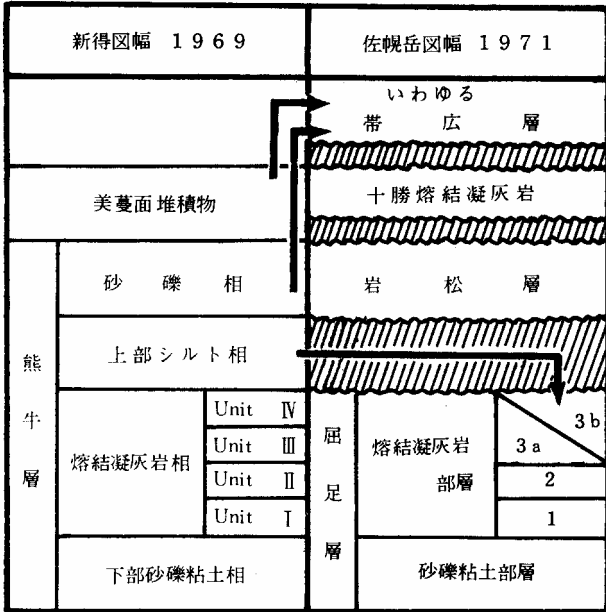 新得図幅 1969
佐幌岳図幅 1971
いわゆる
帯広層
美蔓面堆積物
十勝熔結凝灰岩
熊牛層
砂礫相
岩松層
上部シルト相
熔結凝灰岩相
Unit Ⅳ
Unit Ⅲ
Unit Ⅱ
Unit Ⅰ
下部砂礫粘土相
屈足層
熔結凝灰岩
部層
3b
3a
2
1
砂礫粘土部層